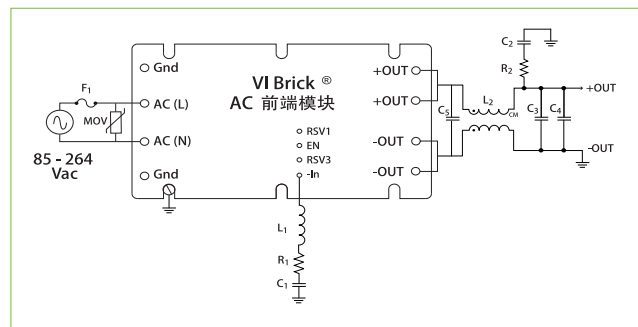 C2
R2
Gnd
VI Brick ®
AC 前端模块
+OUT
L2
CM
+OUT
F1
AC (L)
MOV
+OUT
C5
C3
C4
RSV1
EN
RSV3
-In
AC (N)
-OUT
-OUT
85 - 264
Vac
Gnd
-OUT
L1
R1
C1